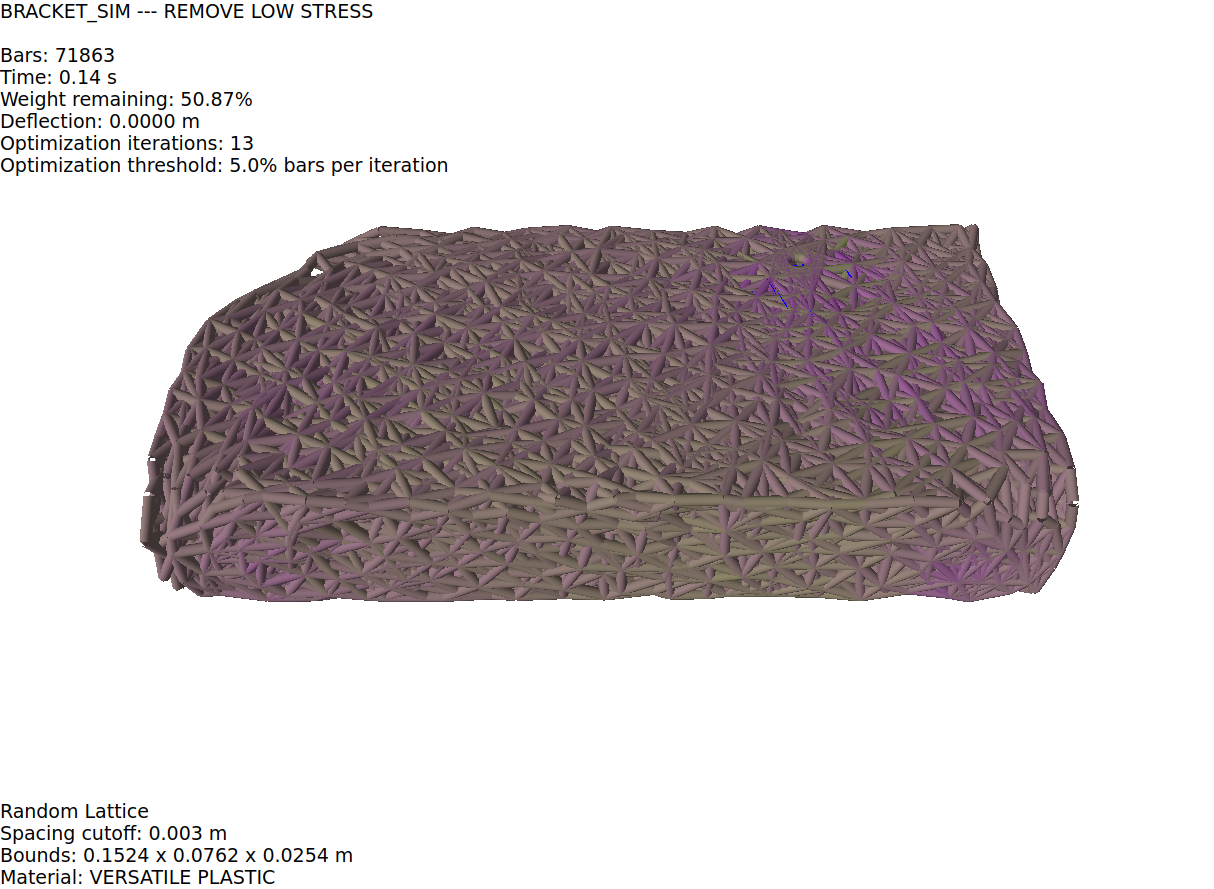 BRACKET_SIM --- REMOVE LOW STRESS
Bars: 71863
Time: 0.14 s
Weight remaining: 50.87%
Deflection: 0.0000 m
Optimization iterations: 13
Optimization threshold: 5.0% bars per iteration
Random Lattice
Spacing cutoff: 0.003 m
Bounds: 0.1524 x 0.0762 x 0.0254 m
Material: VERSATILE PLASTIC